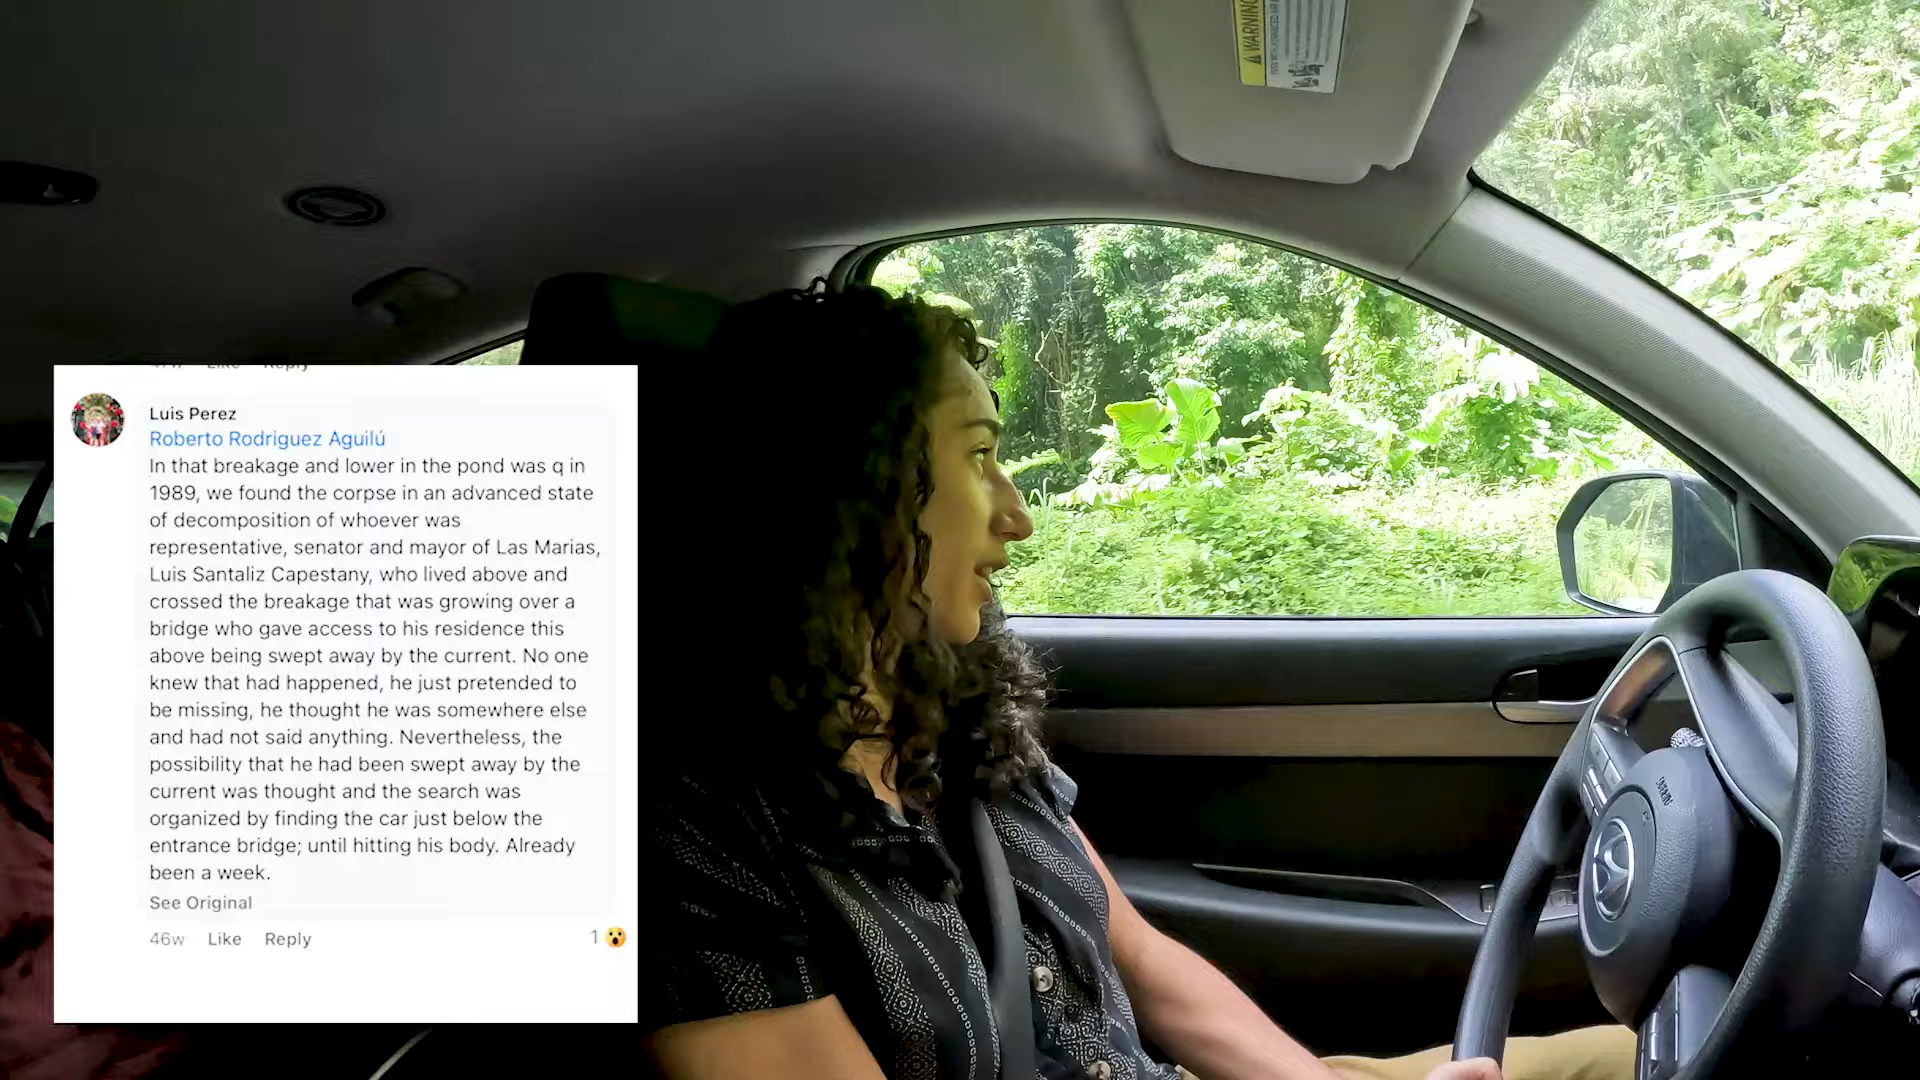 WARNING
Like Reply
Luis Perez
Roberto Rodriguez Aguilú
In that breakage and lower in the pond was q in
1989, we found the corpse in an advanced state
of decomposition of whoever was
representative, senator and mayor of Las Marias,
Luis Santaliz Capestany, who lived above and
crossed the breakage that was growing over a
bridge who gave access to his residence this
above being swept away by the current. No one
knew that had happened, he just pretended to
be missing, he thought he was somewhere else
and had not said anything. Nevertheless, the
possibility that he had been swept away by the
current was thought and the search was
organized by finding the car just below the
entrance bridge; until hitting his body. Already
been a week.
See Original
46w Like Reply 1